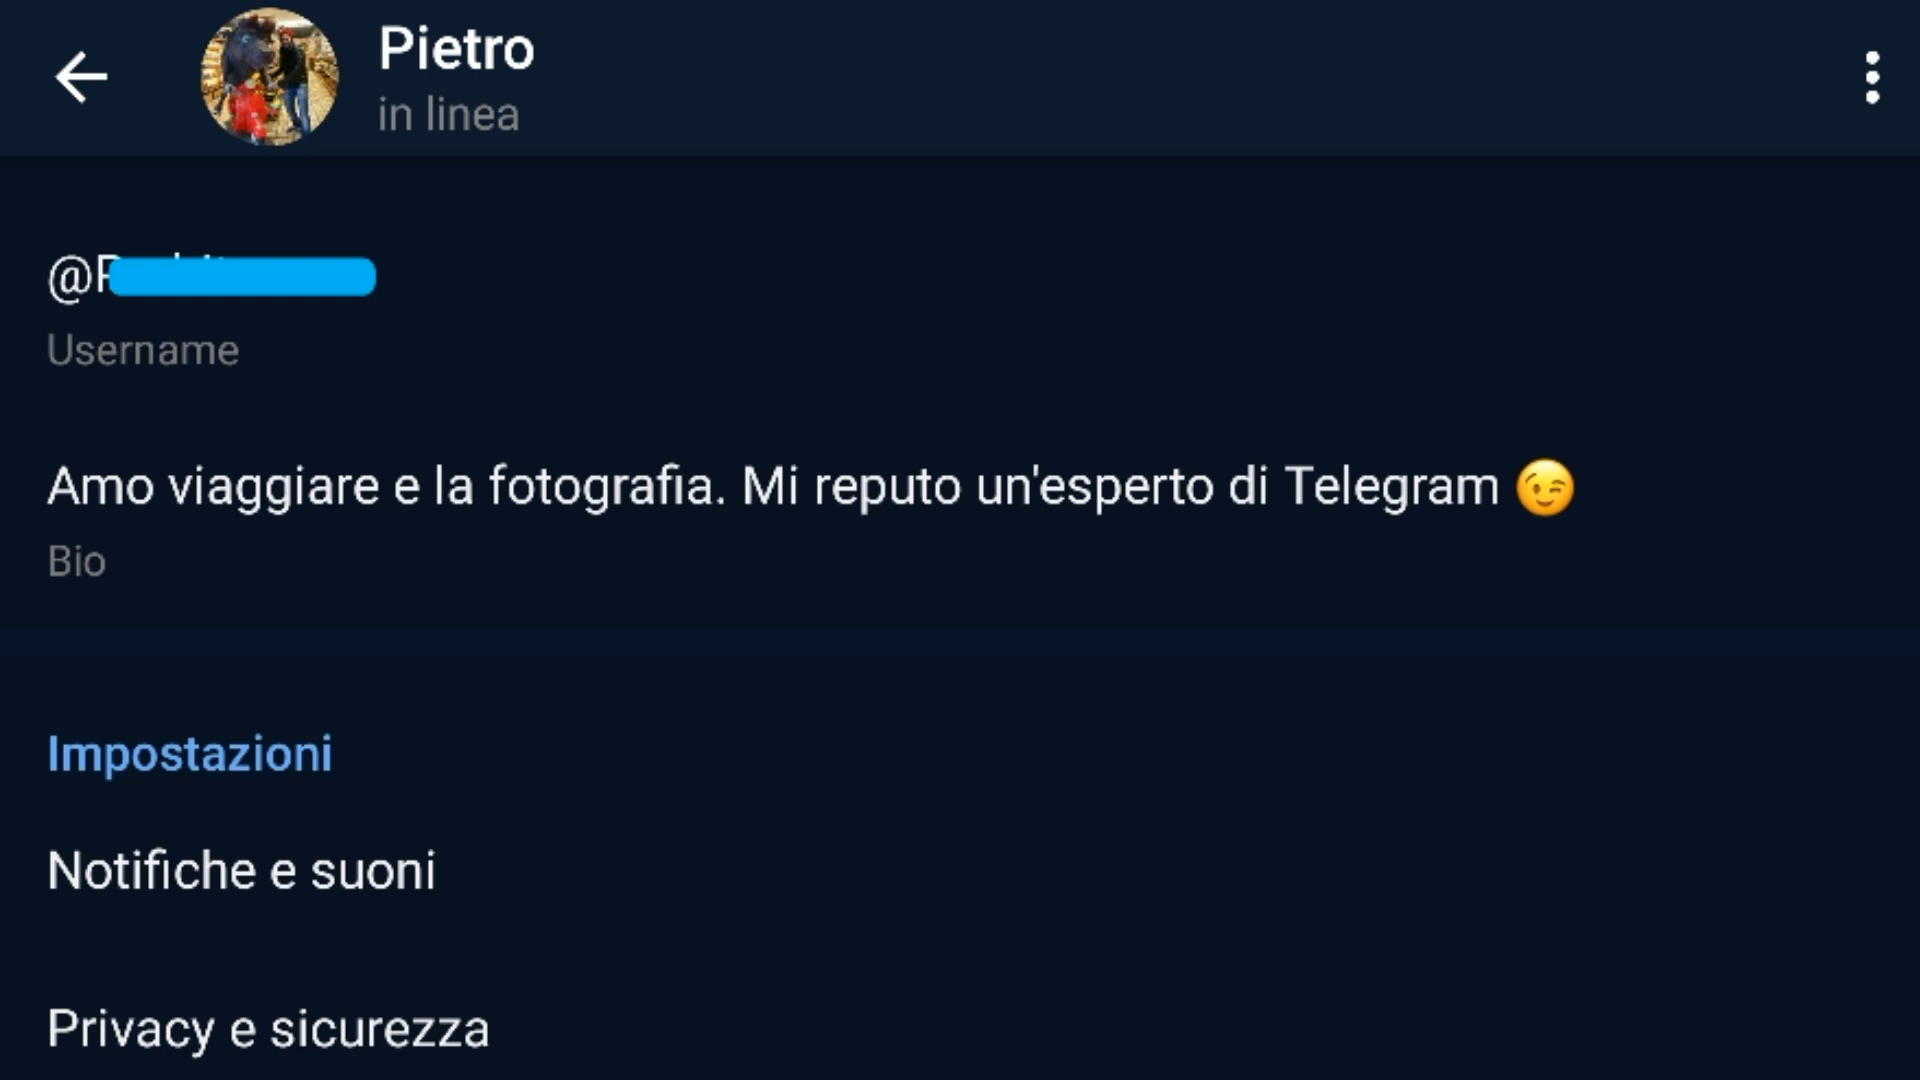 Pietro
in linea
Username
Amo viaggiare e la fotografia. Mi reputo un'esperto di Telegram 😉
Bio
Impostazioni
Notifiche e suoni
Privacy e sicurezza